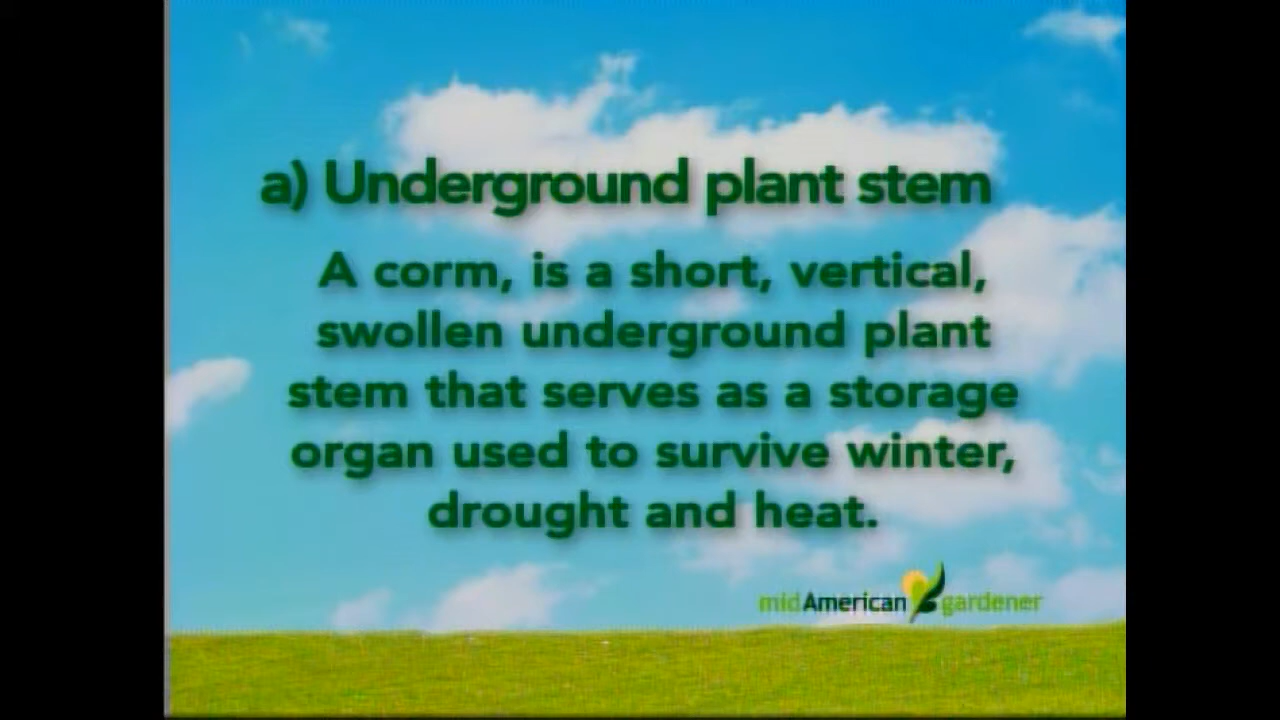 a) Underground plant stem
A corm, is a short, vertical,
swollen underground plant
stem that serves as a storage
organ used to survive winter,
drought and heat.
midAmerican gardener